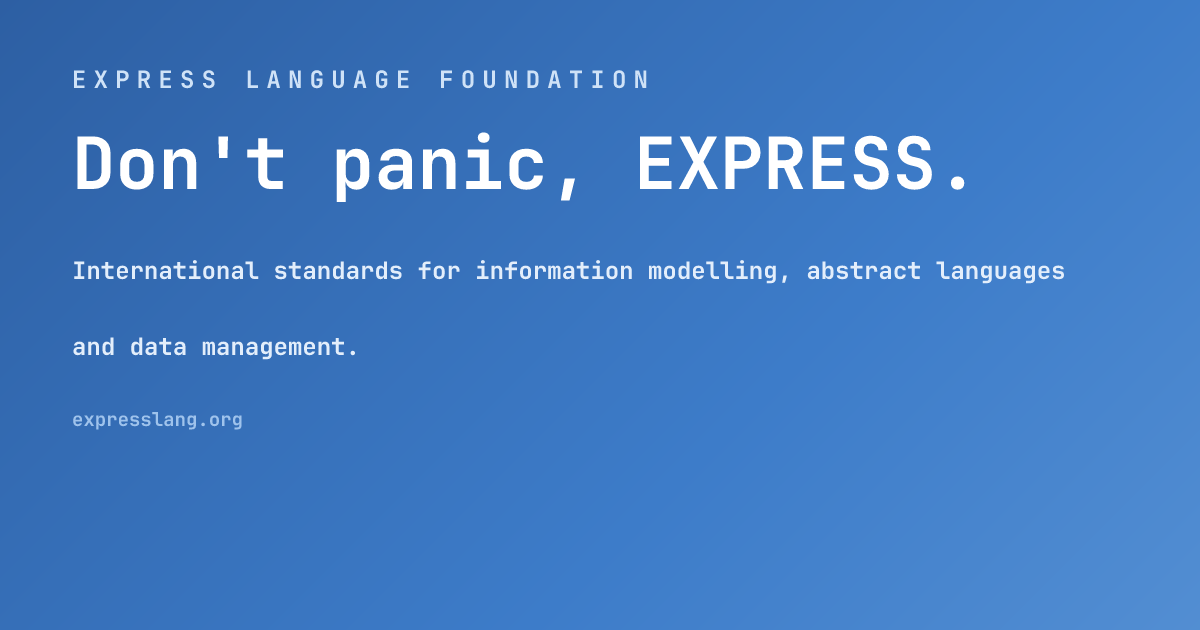 EXPRESS LANGUAGE FOUNDATION
Don't panic, EXPRESS.
International standards for information modelling, abstract languages
and data management.
expresslang.org